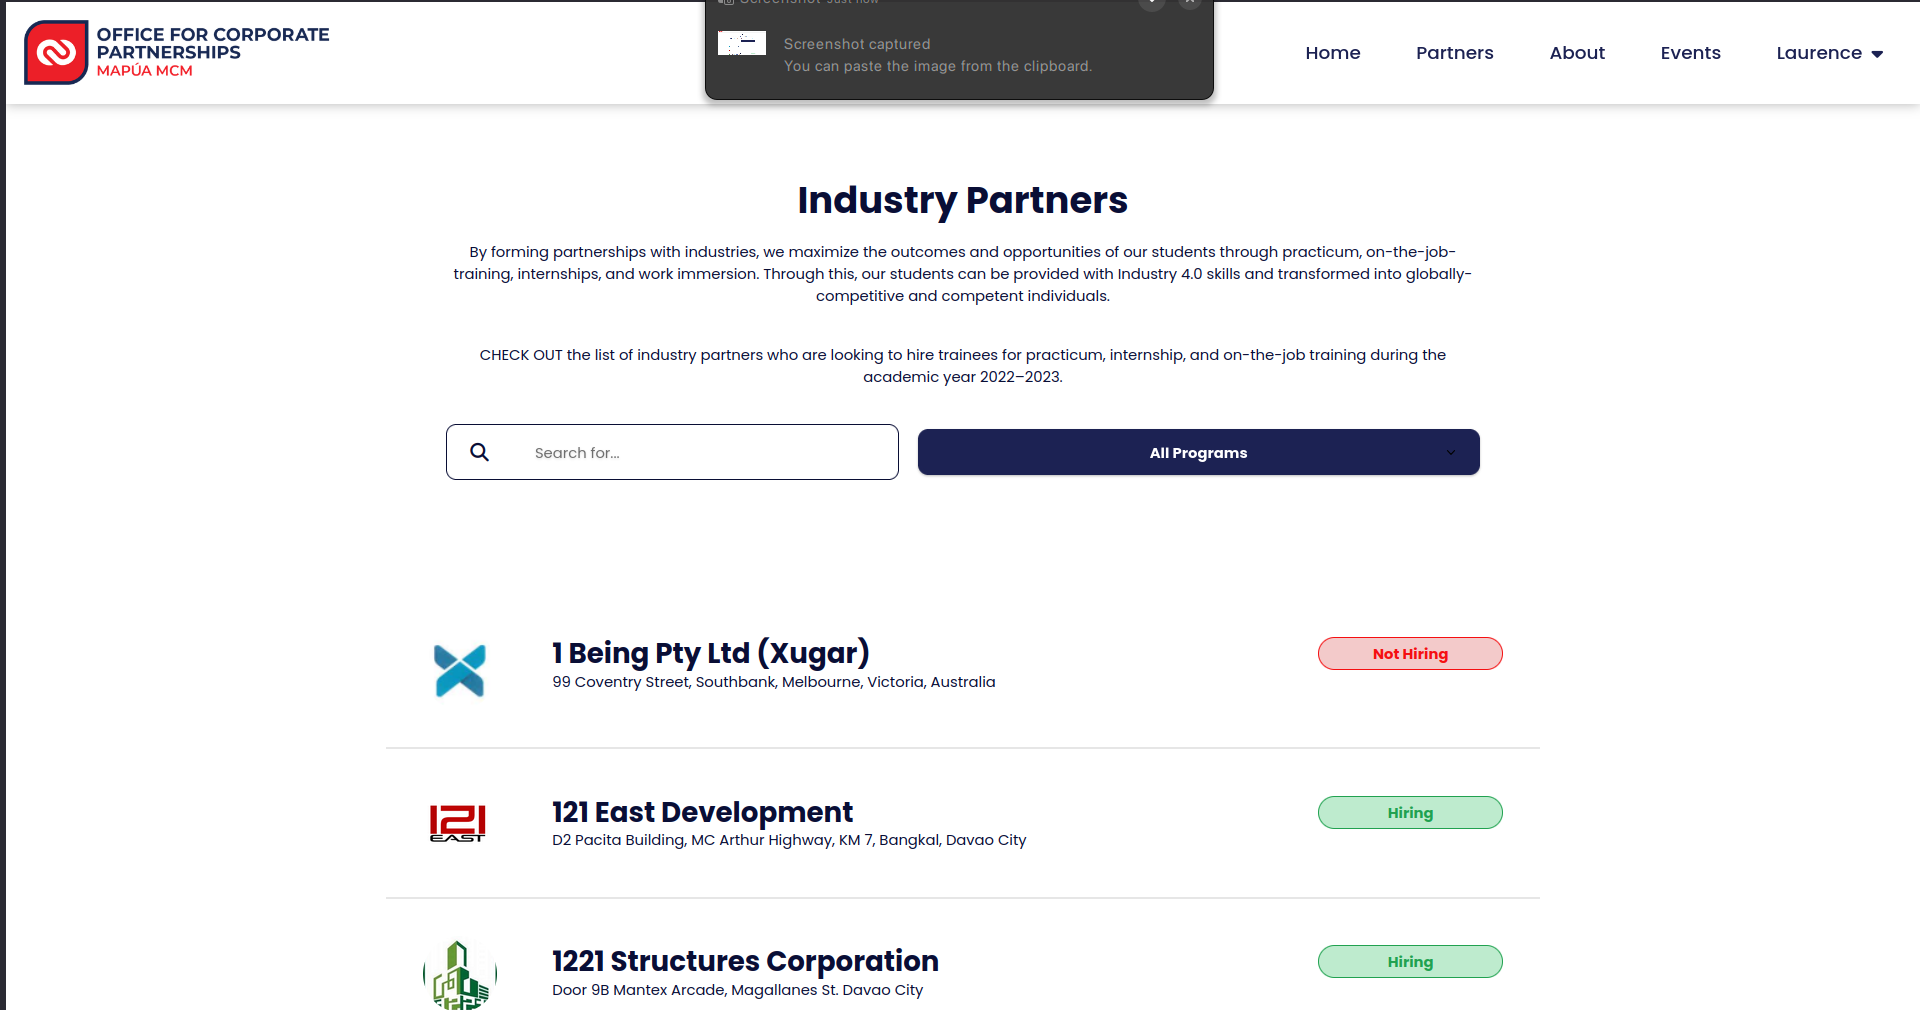 Screenshot Just now
Screenshot captured
You can paste the image from the clipboard.
OFFICE FOR CORPORATE
PARTNERSHIPS
MAPÚA MCM
Home Partners About Events Laurence
Industry Partners
By forming partnerships with industries, we maximize the outcomes and opportunities of our students through practicum, on-the-job-
training, internships, and work immersion. Through this, our students can be provided with Industry 4.0 skills and transformed into globally-
competitive and competent individuals.
CHECK OUT the list of industry partners who are looking to hire trainees for practicum, internship, and on-the-job training during the
academic year 2022–2023.
Search for...
All Programs
1 Being Pty Ltd (Xugar)
Not Hiring
99 Coventry Street, Southbank, Melbourne, Victoria, Australia
121
EAST
121 East Development
Hiring
D2 Pacita Building, MC Arthur Highway, KM 7, Bangkal, Davao City
1221 Structures Corporation
Hiring
Door 9B Mantex Arcade, Magallanes St. Davao City